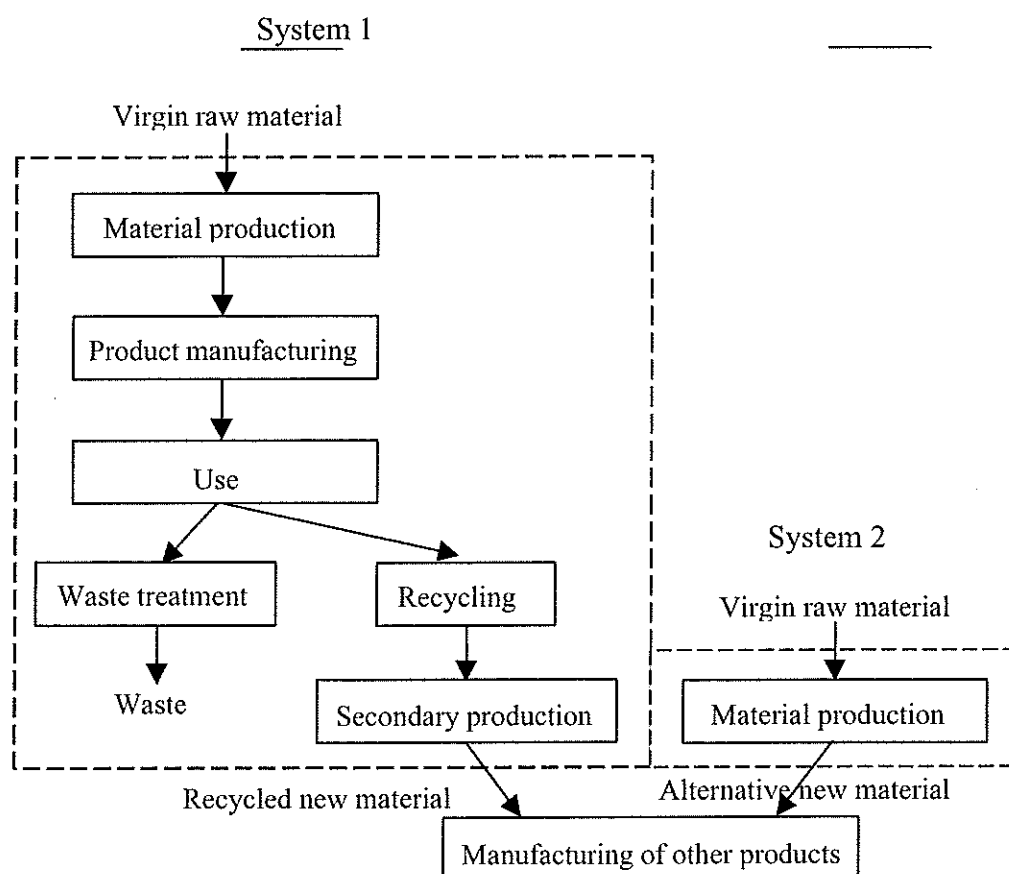 System 1
Virgin raw material
Material production
Product manufacturing
Use
Waste treatment
Recycling
Waste
Secondary production
Recycled new material
System 2
Virgin raw material
Material production
Alternative new material
Manufacturing of other products